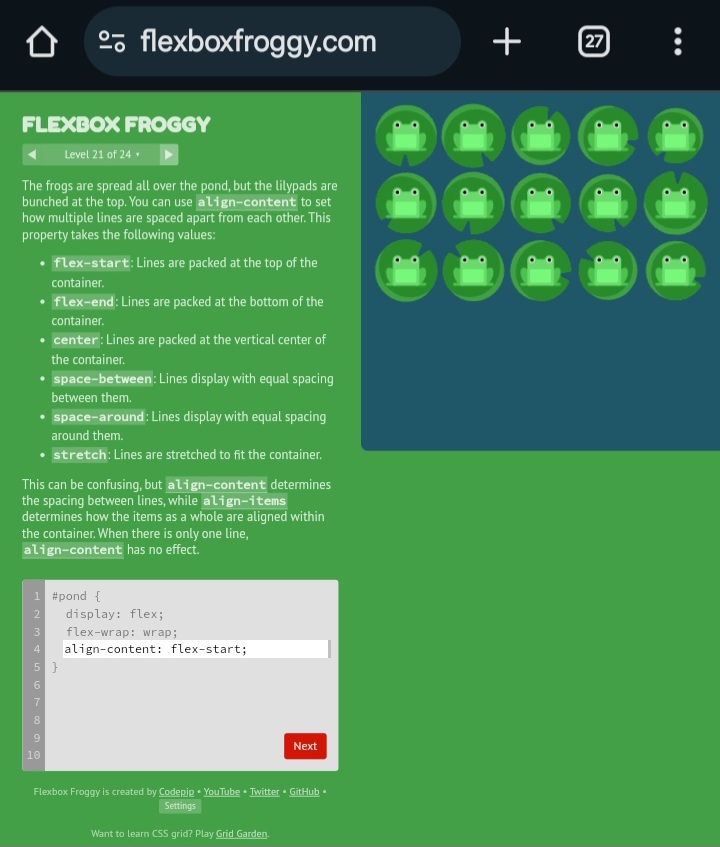 flexboxfroggy.com
27
FLEXBOX FROGGY
Level 21 of 24
The frogs are spread all over the pond, but the lilypads are
bunched at the top. You can use align-content to set
how multiple lines are spaced apart from each other. This
property takes the following values:
• flex-start: Lines are packed at the top of the
container.
• flex-end: Lines are packed at the bottom of the
container.
• center: Lines are packed at the vertical center of
the container.
• space-between: Lines display with equal spacing
between them.
• space-around: Lines display with equal spacing
around them.
• stretch: Lines are stretched to fit the container.
This can be confusing, but align-content determines
the spacing between lines, while align-items
determines how the items as a whole are aligned within
the container. When there is only one line,
align-content has no effect.
1 #pond {
2 display: flex;
3 flex-wrap: wrap;
4 align-content: flex-start;
5 }
6
7
8
9
10
Next
Flexbox Froggy is created by Codepip • YouTube • Twitter • GitHub •
Settings
Want to learn CSS grid? Play Grid Garden.